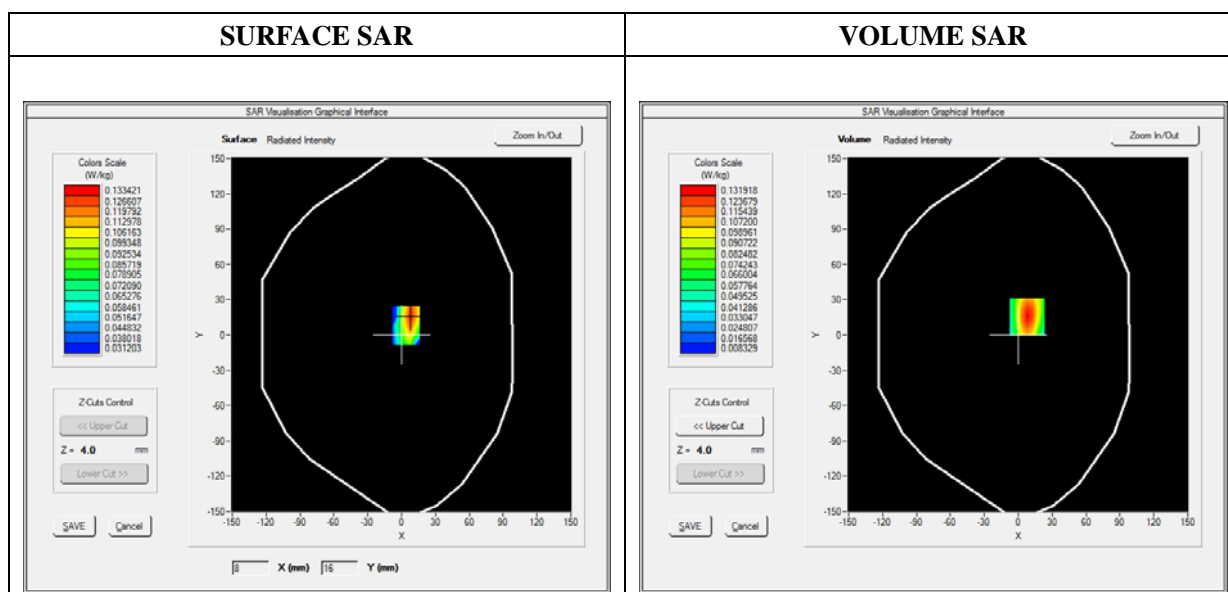 SURFACE SAR
VOLUME SAR
SAR Visualisation Graphical Interface
Surface Radiated Intensity
Zoom In/Out
Colors Scale
(W/kg)
0.133421
0.126607
0.119792
0.112978
0.106163
0.099348
0.092534
0.085719
0.078905
0.072090
0.065276
0.058461
0.051647
0.044832
0.038018
0.031203
Z-Cuts Control
<< Upper Cut
Z = 4.0 mm
Lower Cut >>
SAVE Cancel
150
120
90
60
30
0
-30
-60
-90
-120
-150
Y
-150 -120 -90 -60 -30 0 30 60 90 120 150
X
8 X (mm) 16 Y (mm)
SAR Visualisation Graphical Interface
Volume Radiated Intensity
Zoom In/Out
Colors Scale
(W/kg)
0.131918
0.123679
0.115439
0.107200
0.098961
0.090722
0.082482
0.074243
0.066004
0.057764
0.049525
0.041286
0.033047
0.024807
0.016568
0.008329
Z-Cuts Control
<< Upper Cut
Z = 4.0 mm
Lower Cut >>
SAVE Cancel
150
120
90
60
30
0
-30
-60
-90
-120
-150
Y
-150 -120 -90 -60 -30 0 30 60 90 120 150
X